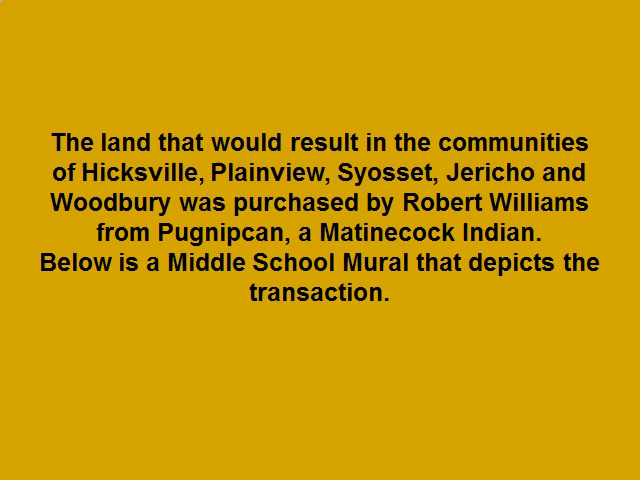 The land that would result in the communities
of Hicksville, Plainview, Syosset, Jericho and
Woodbury was purchased by Robert Williams
from Pugnipcan, a Matinecock Indian.
Below is a Middle School Mural that depicts the
transaction.